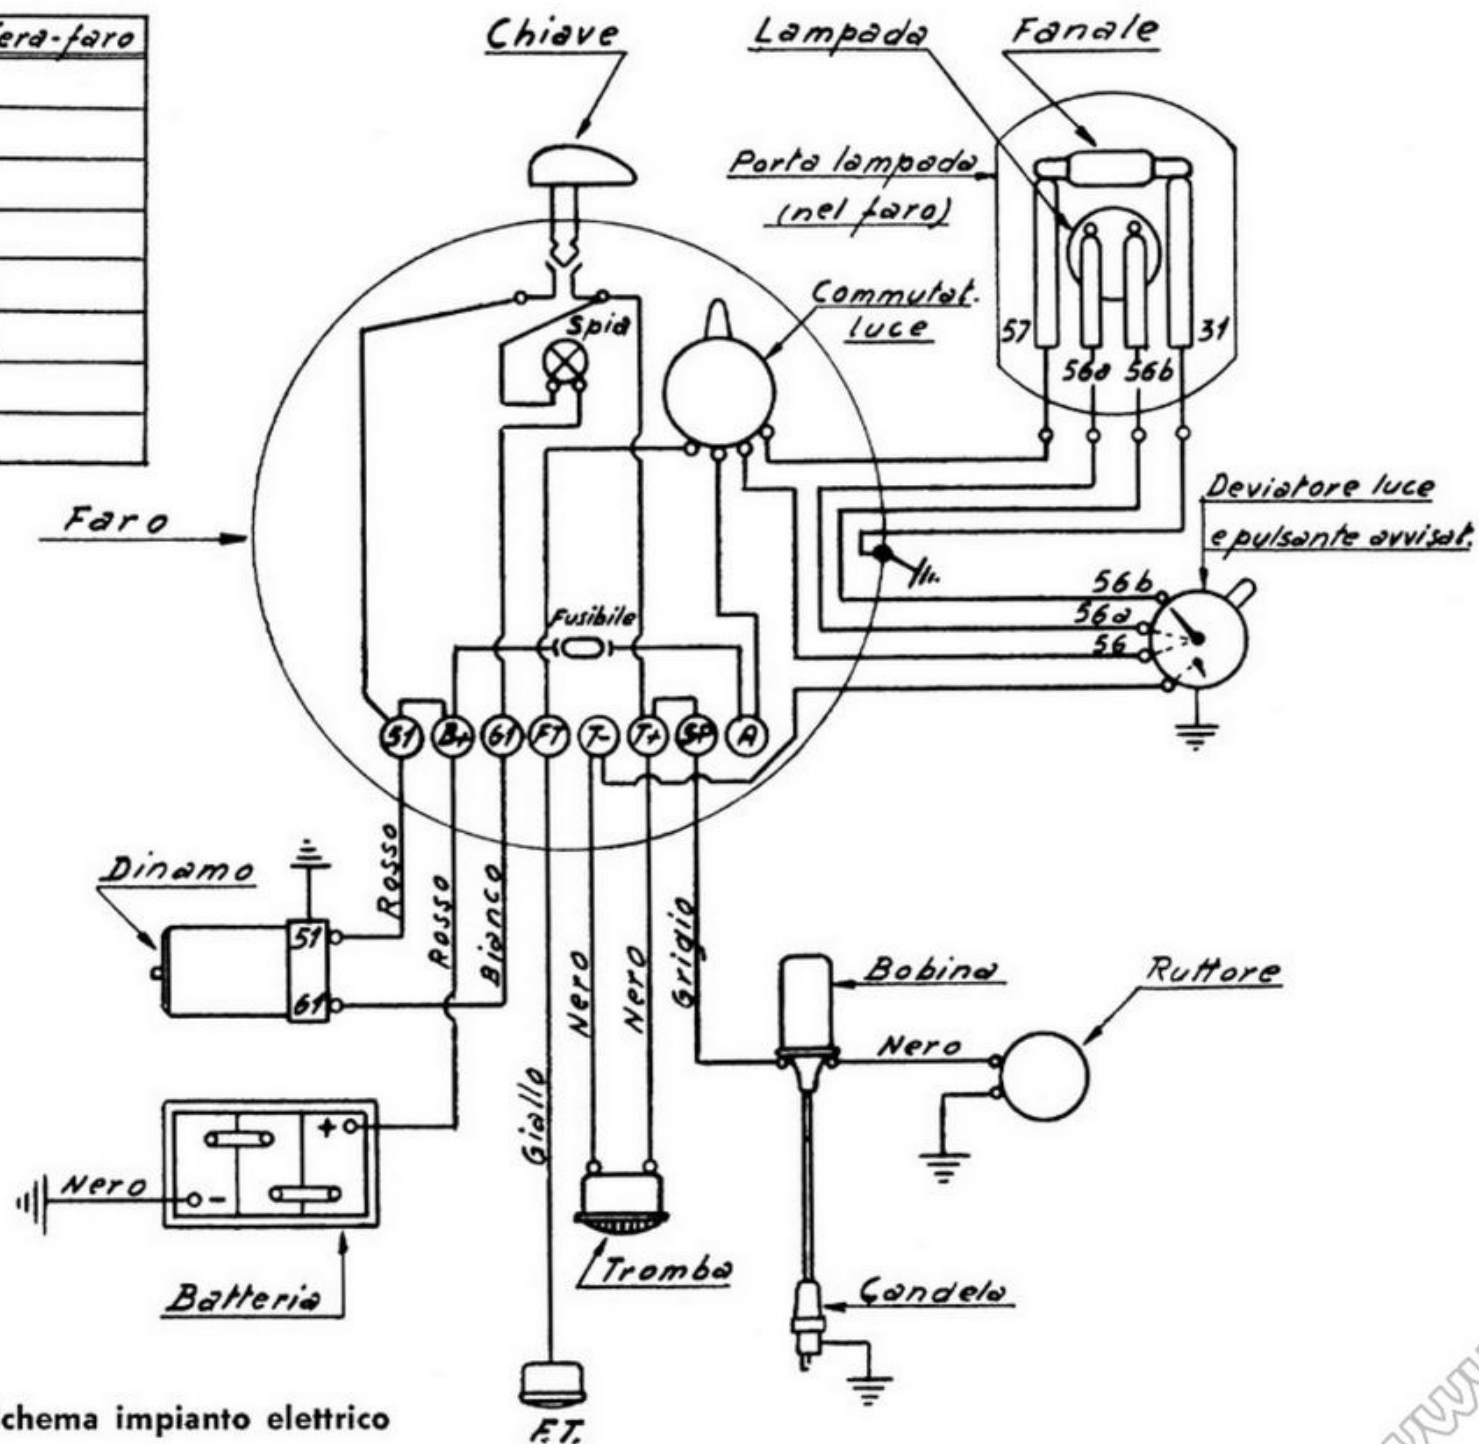 era-faro
Chiave
Lampada
Fanale
Porta lampada
(nel faro)
Commutat.
luce
Spia
57
56a
56b
31
Faro
Deviatore luce
e pulsante avvisat.
56b
56a
56
Fusibile
51
B+
61
FT
T-
T+
SP
A
Dinamo
51
61
Rosso
Rosso
Bianco
Giallo
Nero
Nero
Grigio
Bobina
Ruttore
Nero
Nero
+
-
Batteria
Tromba
Candela
F.T.
chema impianto elettrico
www